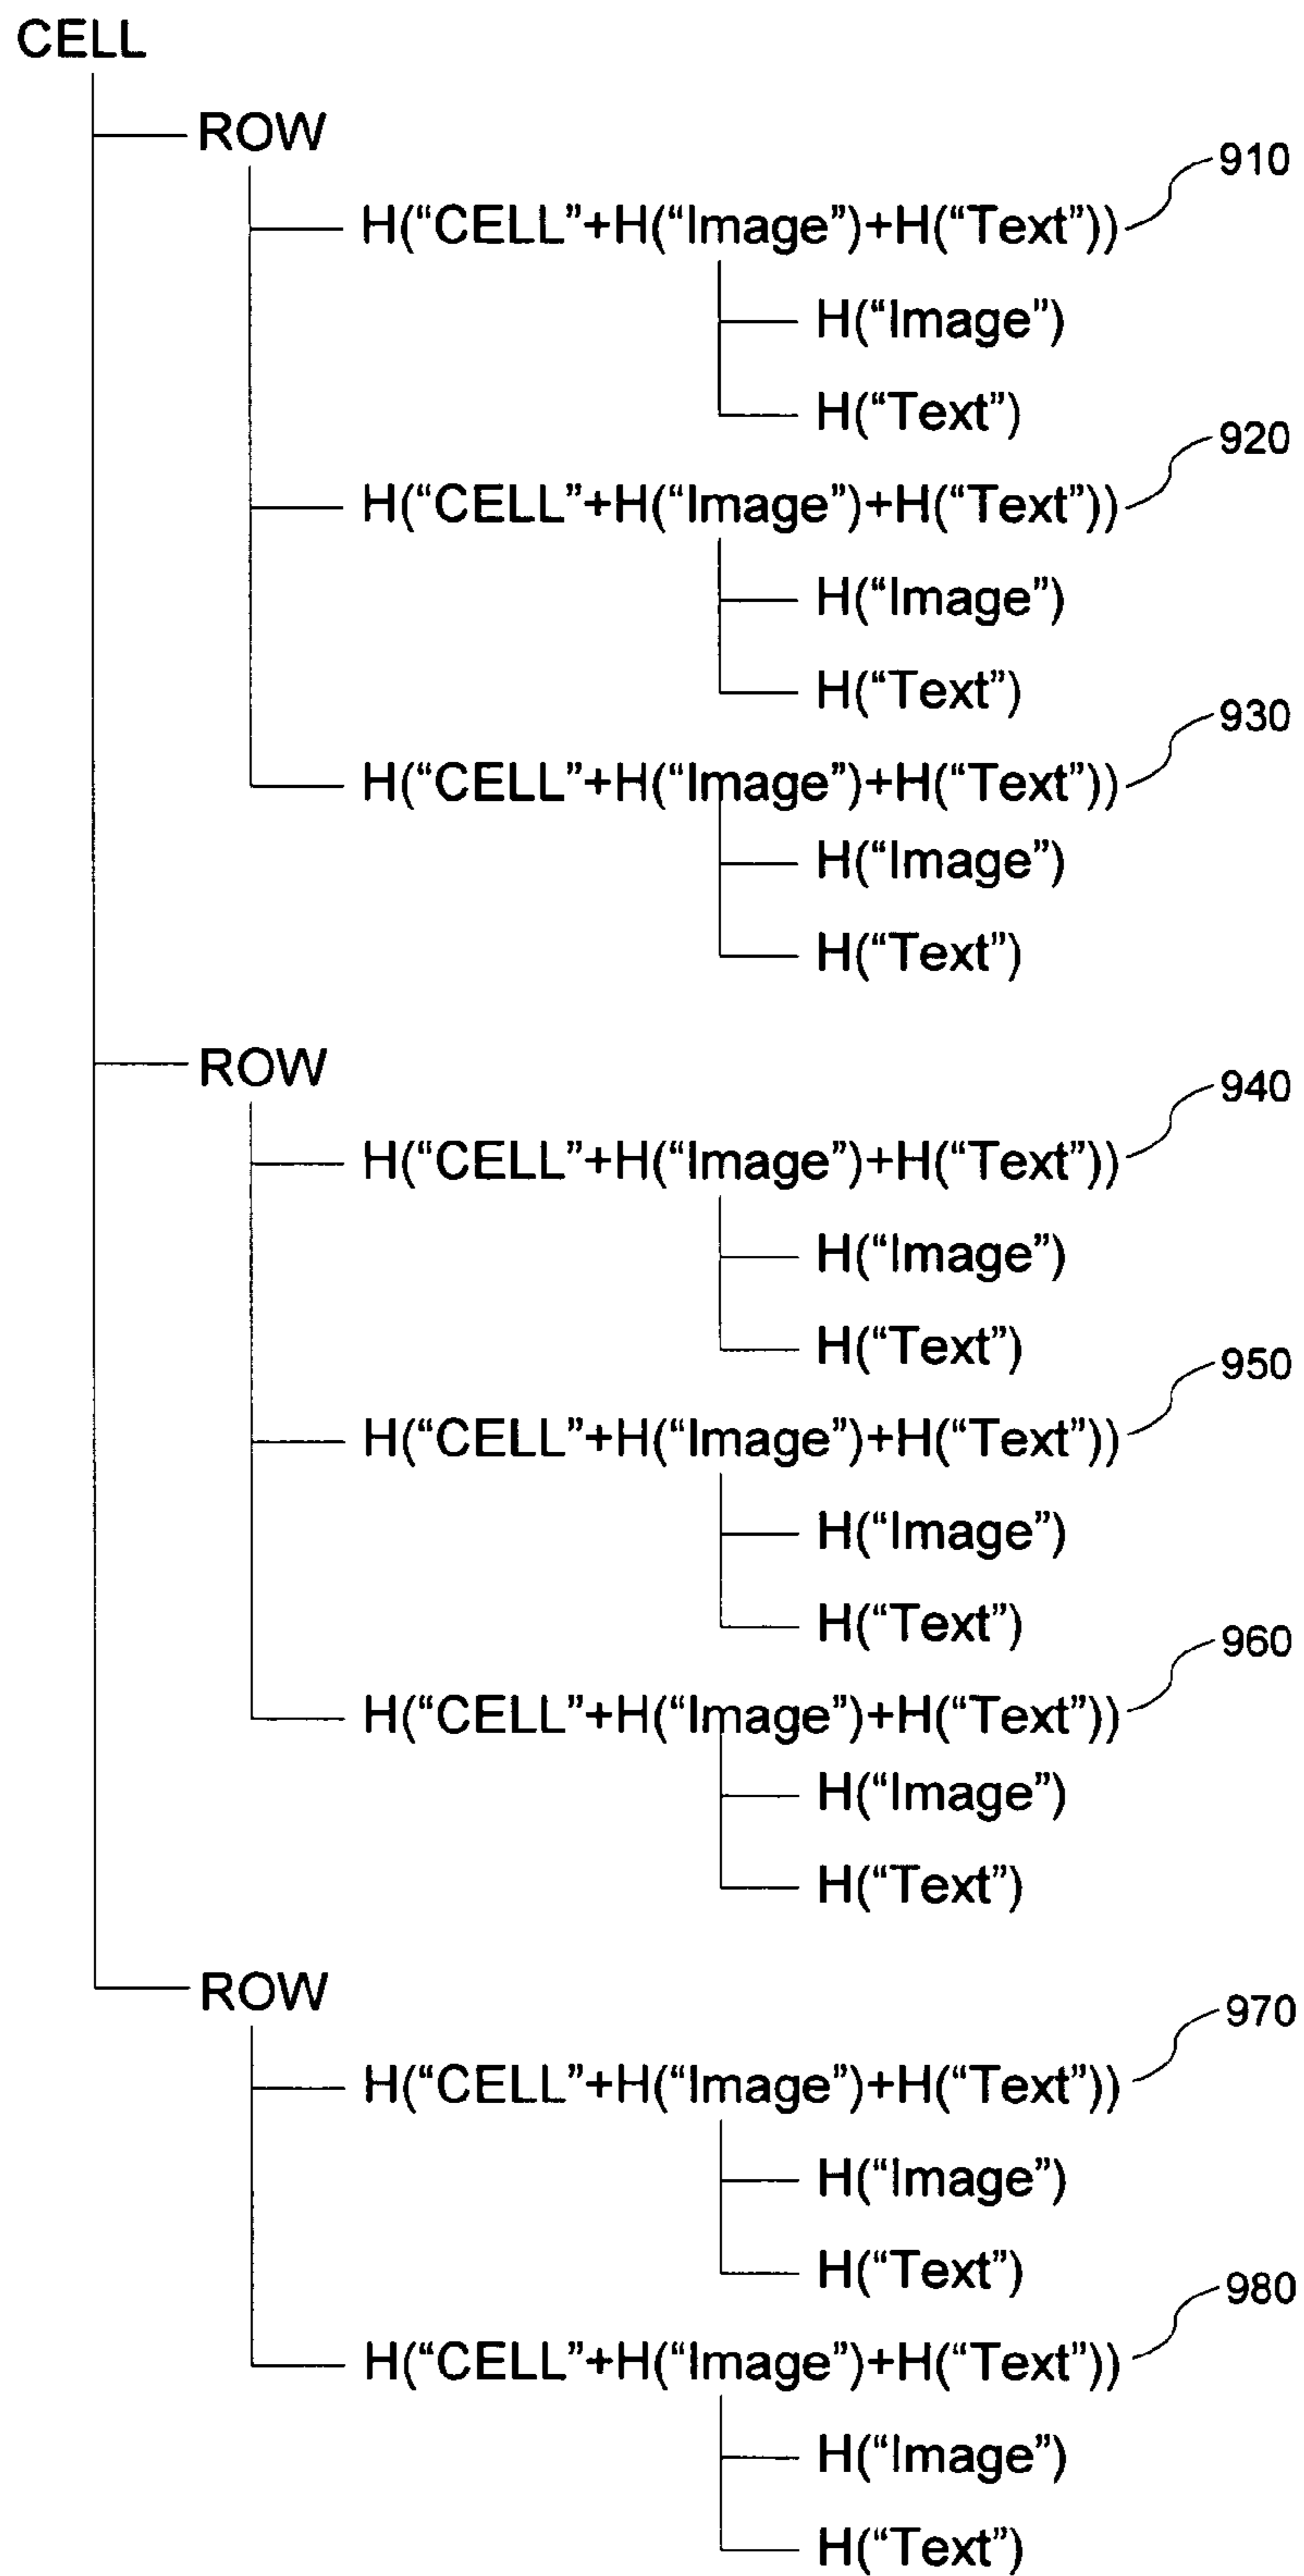 CELL
ROW
910
H(“CELL”+H(“Image”)+H(“Text”))
H(“Image”)
H(“Text”)
920
H(“CELL”+H(“Image”)+H(“Text”))
H(“Image”)
H(“Text”)
930
H(“CELL”+H(“Image”)+H(“Text”))
H(“Image”)
H(“Text”)
ROW
940
H(“CELL”+H(“Image”)+H(“Text”))
H(“Image”)
H(“Text”)
950
H(“CELL”+H(“Image”)+H(“Text”))
H(“Image”)
H(“Text”)
960
H(“CELL”+H(“Image”)+H(“Text”))
H(“Image”)
H(“Text”)
ROW
970
H(“CELL”+H(“Image”)+H(“Text”))
H(“Image”)
H(“Text”)
980
H(“CELL”+H(“Image”)+H(“Text”))
H(“Image”)
H(“Text”)